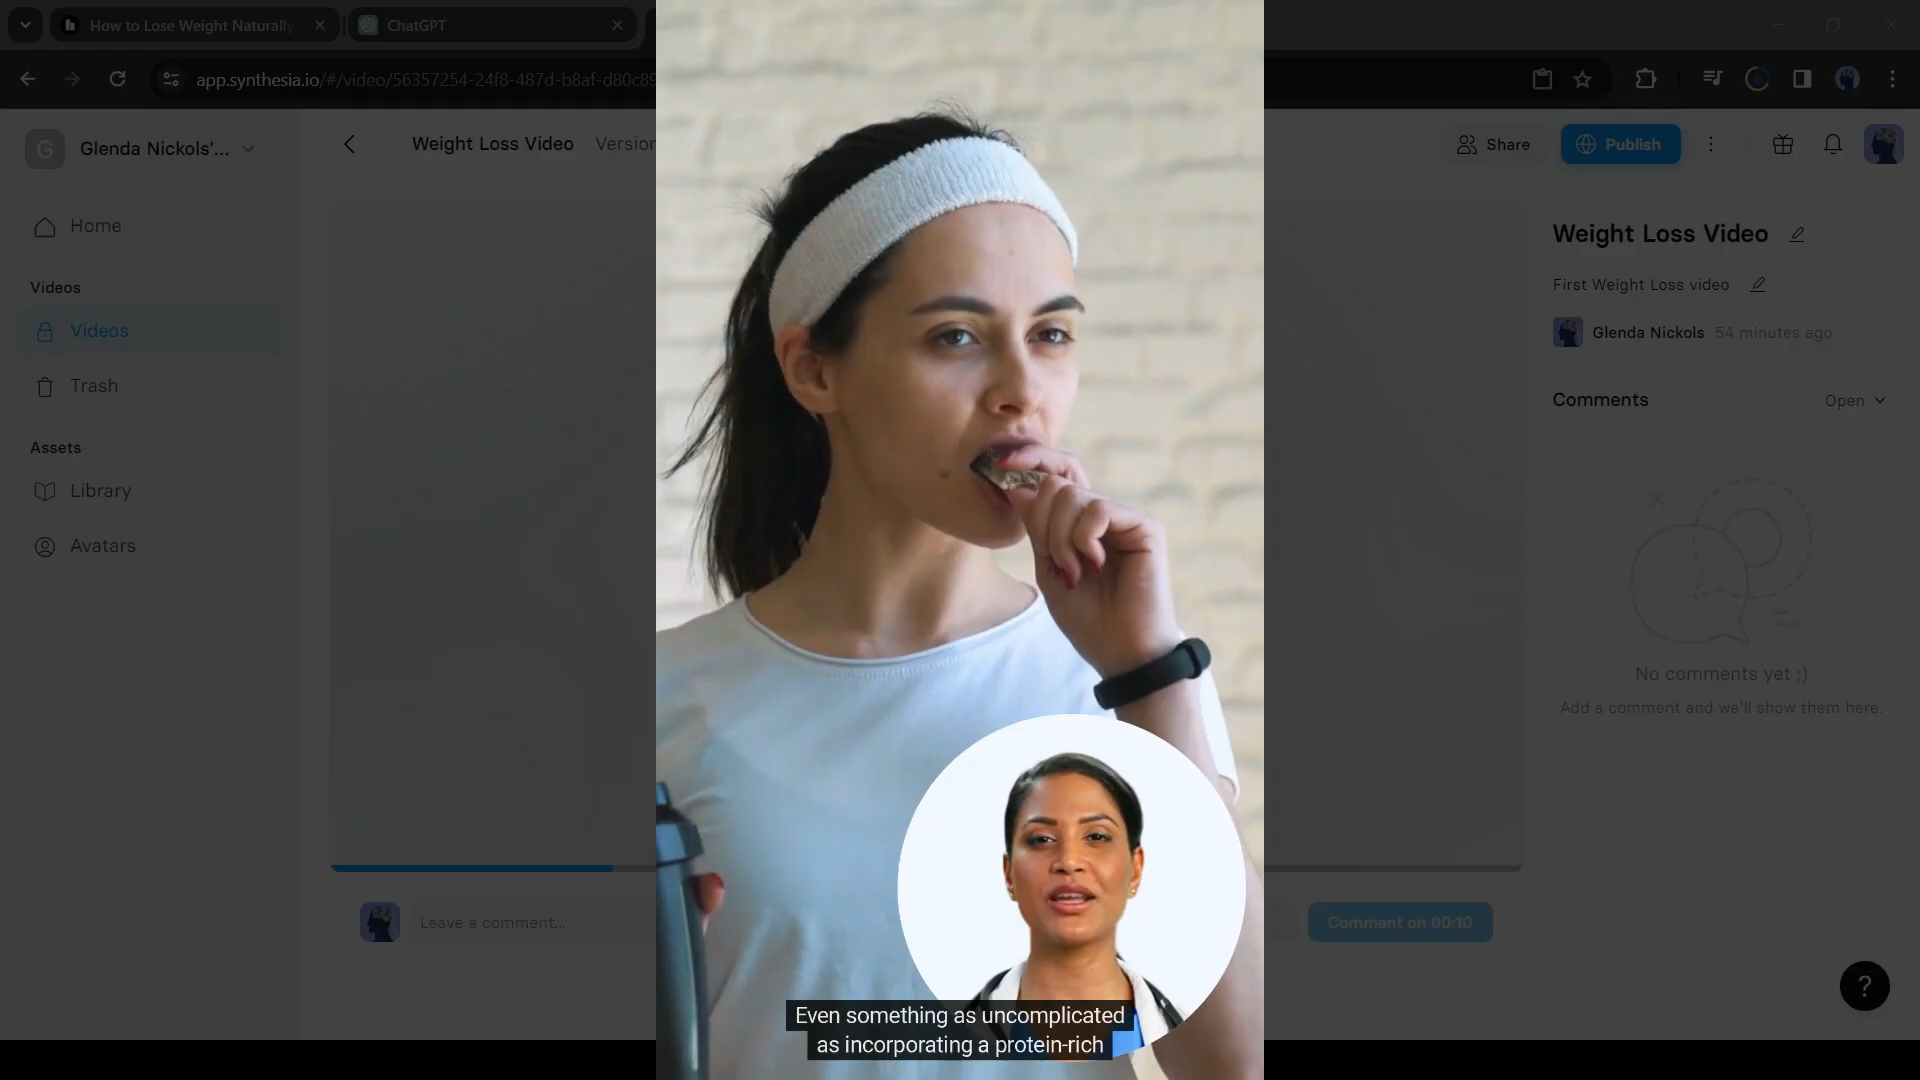 How to Lose Weight Naturally
ChatGPT
app.synthesia.io/#/video/56357254-24f8-487d-b8af-d80c89
G
Glenda Nickols'...
Weight Loss Video
Version
Share
Publish
Home
Videos
Videos
Trash
Assets
Library
Avatars
Weight Loss Video
First Weight Loss video
Glenda Nickols 54 minutes ago
Comments
Open
No comments yet ;)
Add a comment and we'll show them here.
Leave a comment...
Comment on 00:10
?
Even something as uncomplicated
as incorporating a protein-rich